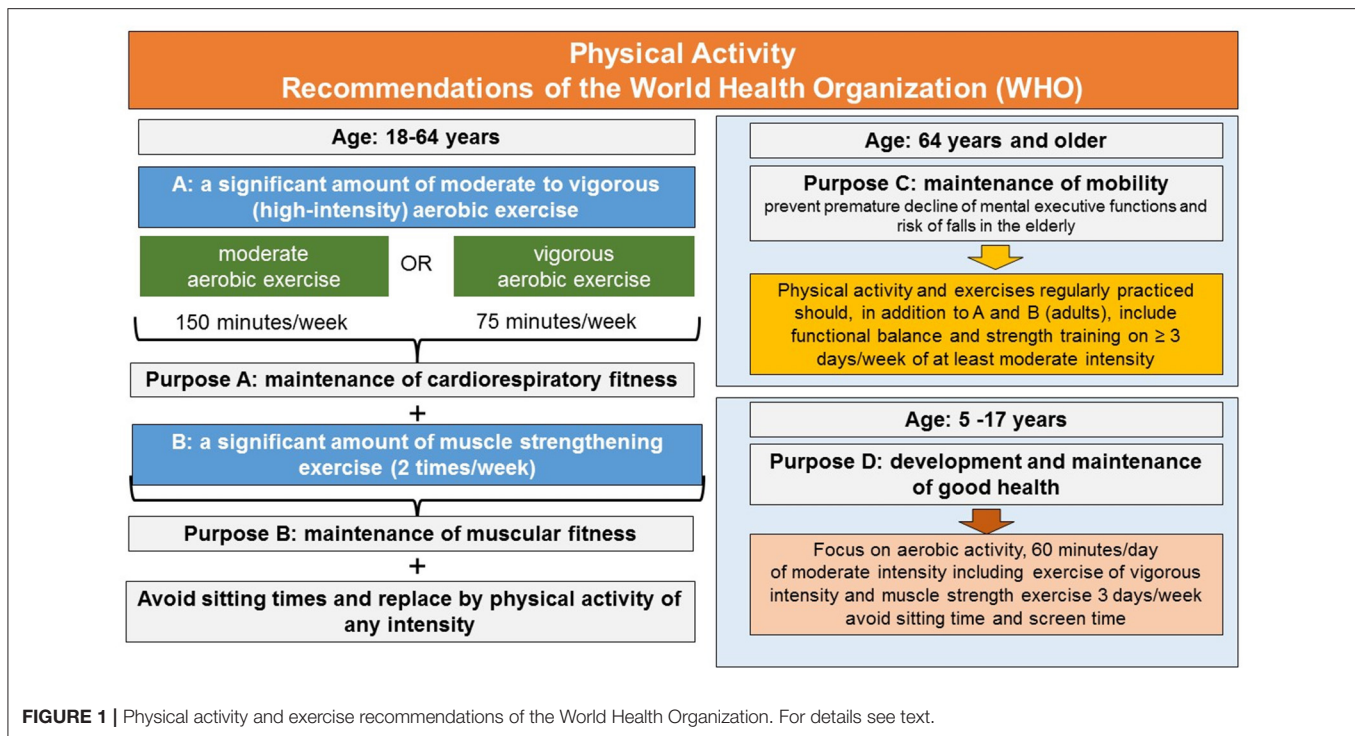 Physical Activity
Recommendations of the World Health Organization (WHO)
Age: 18-64 years
A: a significant amount of moderate to vigorous
(high-intensity) aerobic exercise
moderate
aerobic exercise
OR
vigorous
aerobic exercise
150 minutes/week
75 minutes/week
Purpose A: maintenance of cardiorespiratory fitness
+
B: a significant amount of muscle strengthening
exercise (2 times/week)
Purpose B: maintenance of muscular fitness
+
Avoid sitting times and replace by physical activity of
any intensity
Age: 64 years and older
Purpose C: maintenance of mobility
prevent premature decline of mental executive functions and
risk of falls in the elderly
Physical activity and exercises regularly practiced
should, in addition to A and B (adults), include
functional balance and strength training on ≥ 3
days/week of at least moderate intensity
Age: 5 -17 years
Purpose D: development and maintenance
of good health
Focus on aerobic activity, 60 minutes/day
of moderate intensity including exercise of vigorous
intensity and muscle strength exercise 3 days/week
avoid sitting time and screen time
FIGURE 1 | Physical activity and exercise recommendations of the World Health Organization. For details see text.